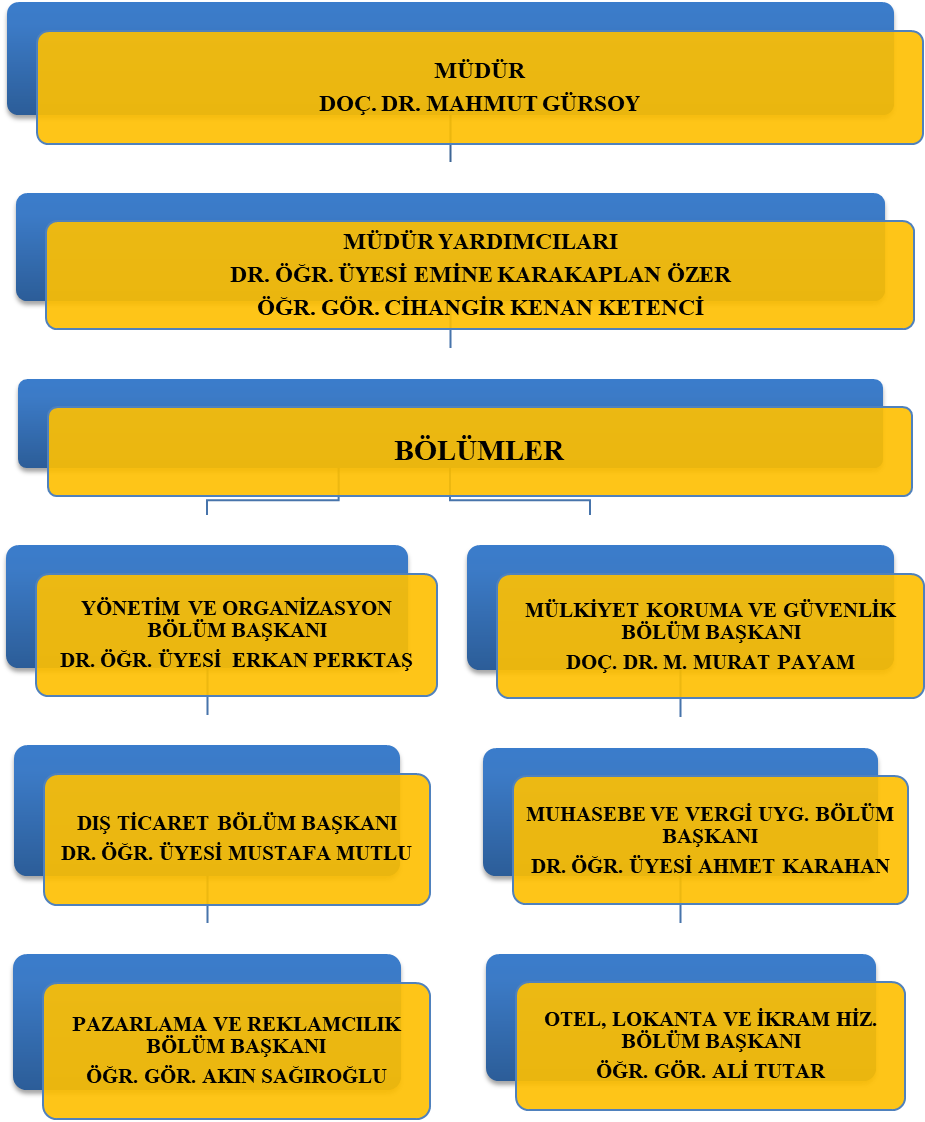 MÜDÜR
DOÇ. DR. MAHMUT GÜRSOY
MÜDÜR YARDIMCILARI
DR. ÖĞR. ÜYESİ EMİNE KARAKAPLAN ÖZER
ÖĞR. GÖR. CİHANGİR KENAN KETENCİ
BÖLÜMLER
YÖNETİM VE ORGANİZASYON
BÖLÜM BAŞKANI
DR. ÖĞR. ÜYESİ ERKAN PERKTAŞ
MÜLKİYET KORUMA VE GÜVENLİK
BÖLÜM BAŞKANI
DOÇ. DR. M. MURAT PAYAM
DIŞ TİCARET BÖLÜM BAŞKANI
DR. ÖĞR. ÜYESİ MUSTAFA MUTLU
MUHASEBE VE VERGİ UYG. BÖLÜM
BAŞKANI
DR. ÖĞR. ÜYESİ AHMET KARAHAN
PAZARLAMA VE REKLAMCILIK
BÖLÜM BAŞKANI
ÖĞR. GÖR. AKIN SAĞIROĞLU
OTEL, LOKANTA VE İKRAM HİZ.
BÖLÜM BAŞKANI
ÖĞR. GÖR. ALİ TUTAR